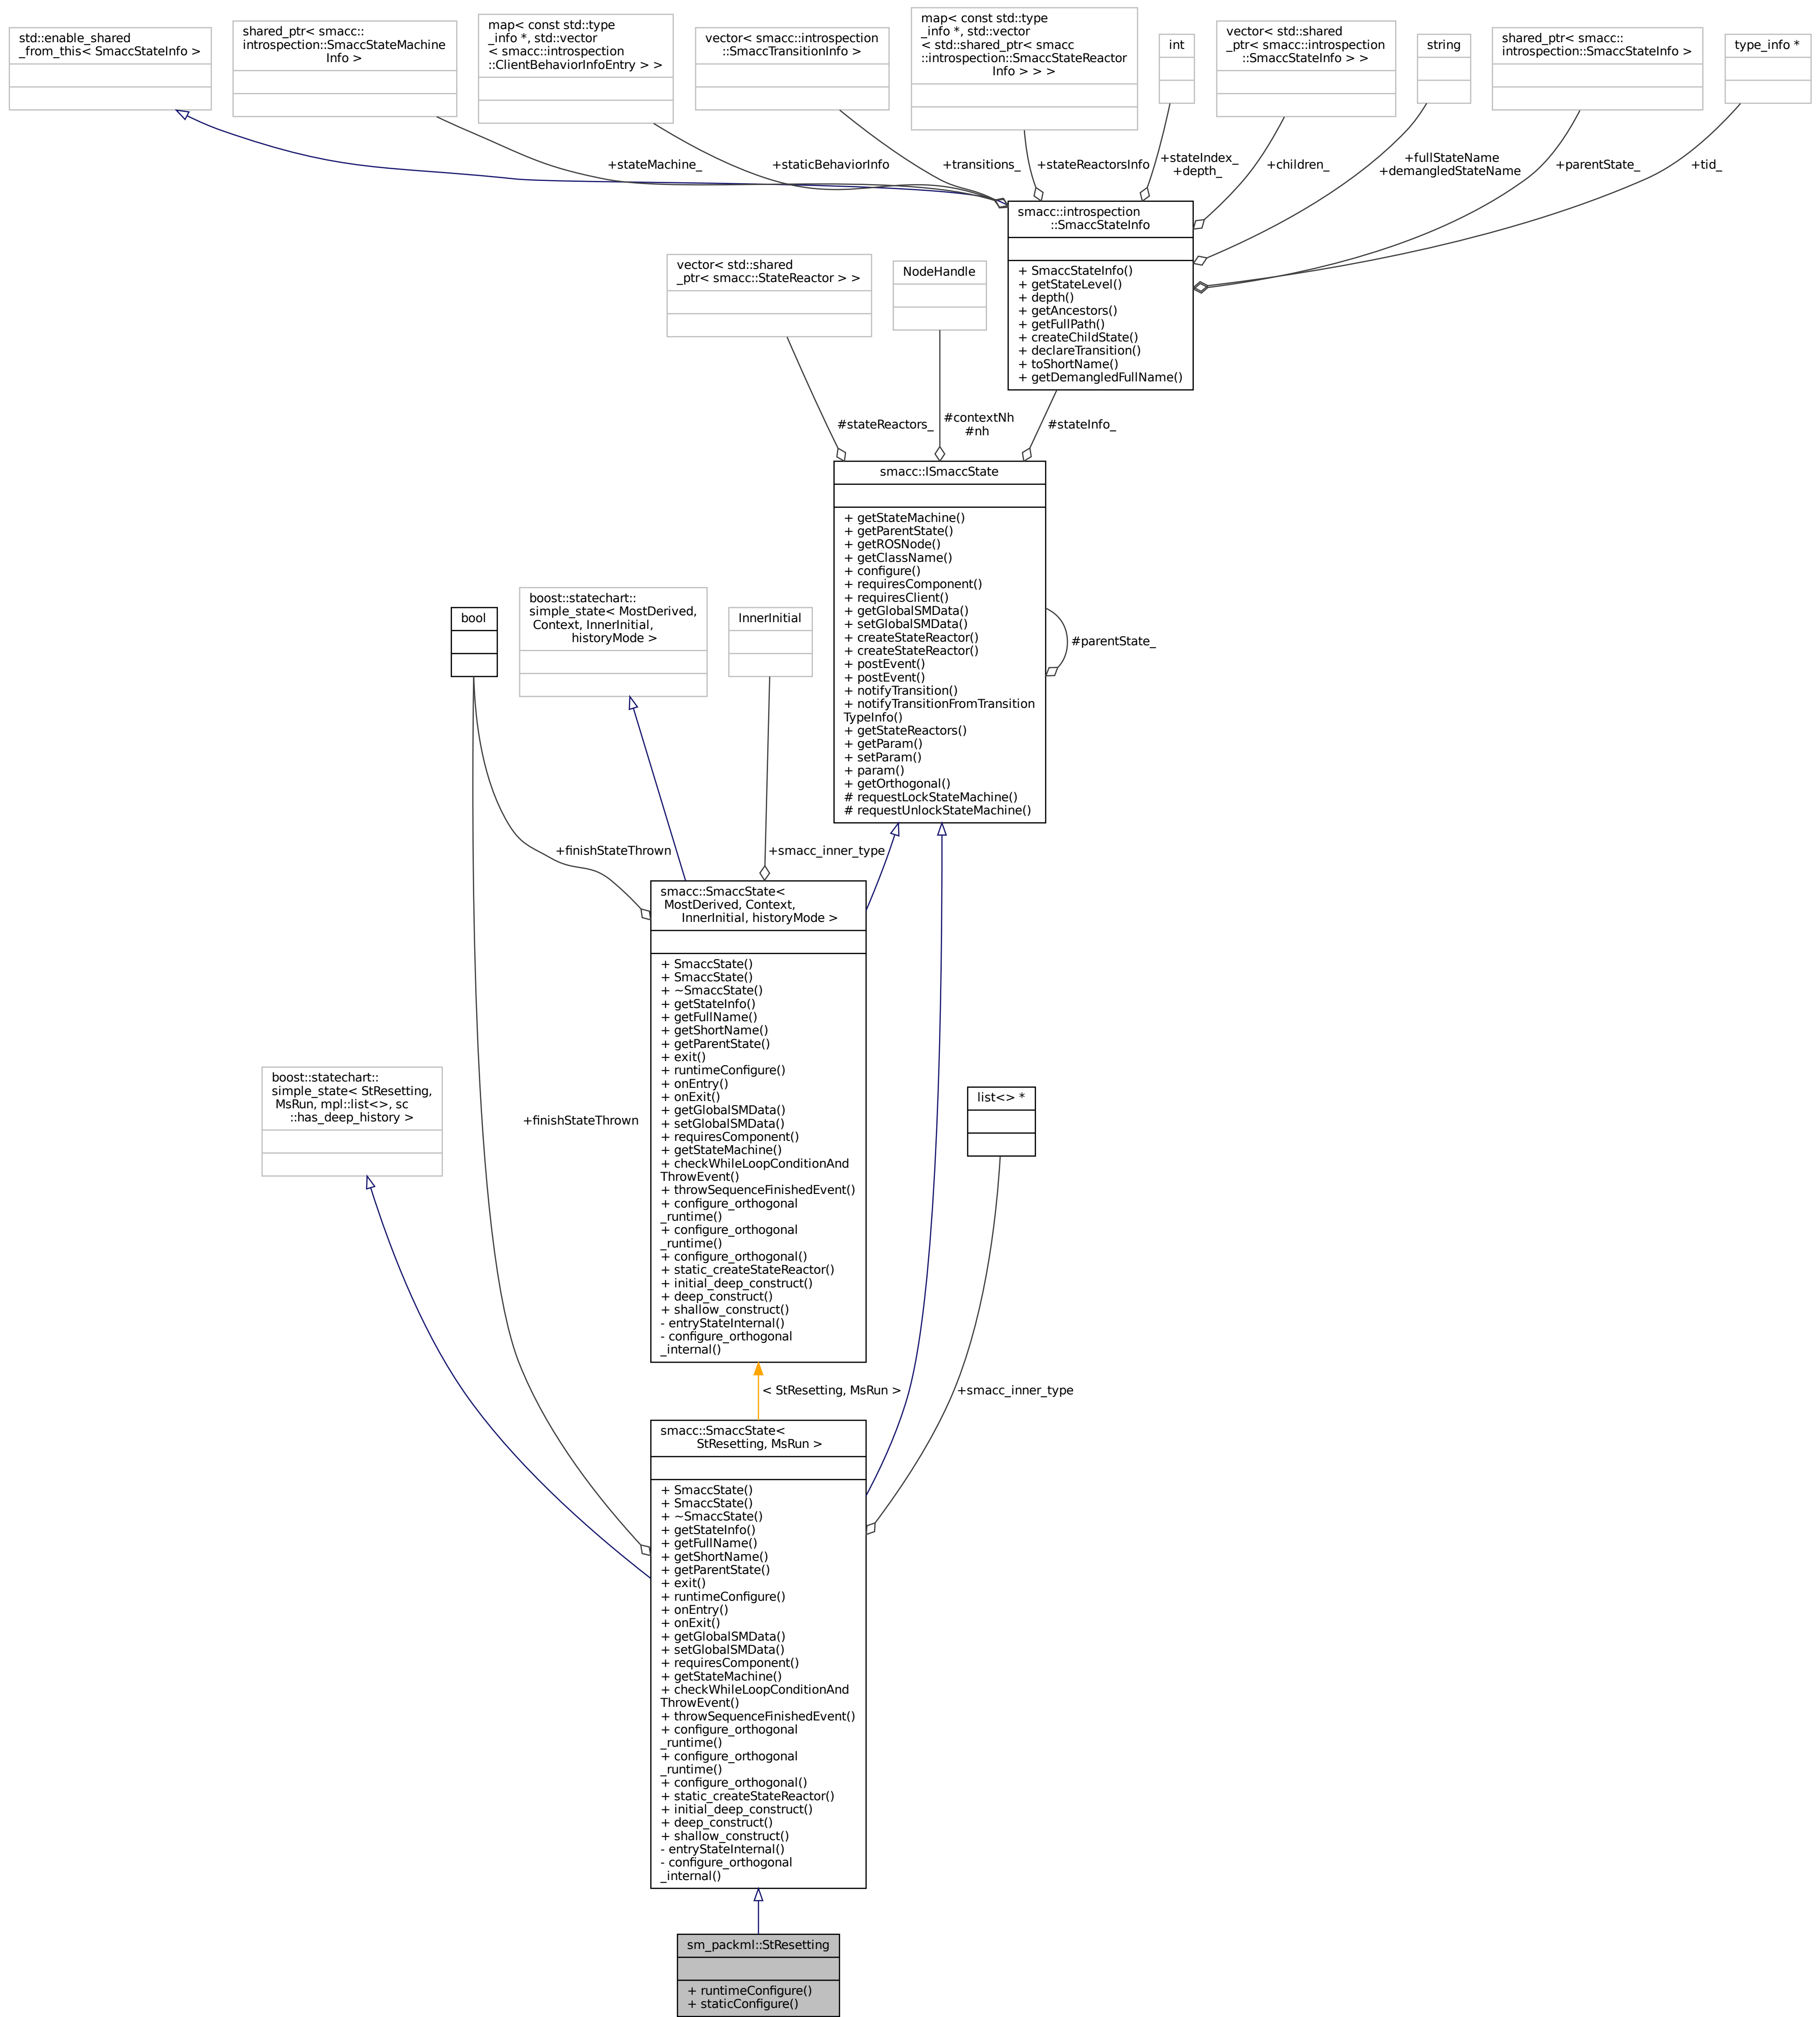 std::enable_shared
_from_this< SmaccStateInfo >
shared_ptr< smacc::
introspection::SmaccStateMachine
Info >
map< const std::type
_info *, std::vector
< smacc::introspection
::ClientBehaviorInfoEntry > >
vector< smacc::introspection
::SmaccTransitionInfo >
map< const std::type
_info *, std::vector
< std::shared_ptr< smacc
::introspection::SmaccStateReactor
Info > > >
int
vector< std::shared
_ptr< smacc::introspection
::SmaccStateInfo > >
string
shared_ptr< smacc::
introspection::SmaccStateInfo >
type_info *
+stateMachine_
+staticBehaviorInfo
+transitions_
+stateReactorsInfo
+stateIndex_
+depth_
+children_
+fullStateName
+demangledStateName
+parentState_
+tid_
smacc::introspection
::SmaccStateInfo
+ SmaccStateInfo()
+ getStateLevel()
+ depth()
+ getAncestors()
+ getFullPath()
+ createChildState()
+ declareTransition()
+ toShortName()
+ getDemangledFullName()
vector< std::shared
_ptr< smacc::StateReactor > >
NodeHandle
#stateReactors_
#contextNh
#nh
#stateInfo_
smacc::ISmaccState
+ getStateMachine()
+ getParentState()
+ getROSNode()
+ getClassName()
+ configure()
+ requiresComponent()
+ requiresClient()
+ getGlobalSMData()
+ setGlobalSMData()
+ createStateReactor()
+ createStateReactor()
+ postEvent()
+ postEvent()
+ notifyTransition()
+ notifyTransitionFromTransition
TypeInfo()
+ getStateReactors()
+ getParam()
+ setParam()
+ param()
+ getOrthogonal()
# requestLockStateMachine()
# requestUnlockStateMachine()
#parentState_
bool
boost::statechart::
simple_state< MostDerived,
Context, InnerInitial,
historyMode >
InnerInitial
+finishStateThrown
+smacc_inner_type
smacc::SmaccState<
MostDerived, Context,
InnerInitial, historyMode >
+ SmaccState()
+ SmaccState()
+ ~SmaccState()
+ getStateInfo()
+ getFullName()
+ getShortName()
+ getParentState()
+ exit()
+ runtimeConfigure()
+ onEntry()
+ onExit()
+ getGlobalSMData()
+ setGlobalSMData()
+ requiresComponent()
+ getStateMachine()
+ checkWhileLoopConditionAnd
ThrowEvent()
+ throwSequenceFinishedEvent()
+ configure_orthogonal
_runtime()
+ configure_orthogonal
_runtime()
+ configure_orthogonal()
+ static_createStateReactor()
+ initial_deep_construct()
+ deep_construct()
+ shallow_construct()
- entryStateInternal()
- configure_orthogonal
_internal()
boost::statechart::
simple_state< StResetting,
MsRun, mpl::list<>, sc
::has_deep_history >
+finishStateThrown
list<> *
< StResetting, MsRun >
+smacc_inner_type
smacc::SmaccState<
StResetting, MsRun >
+ SmaccState()
+ SmaccState()
+ ~SmaccState()
+ getStateInfo()
+ getFullName()
+ getShortName()
+ getParentState()
+ exit()
+ runtimeConfigure()
+ onEntry()
+ onExit()
+ getGlobalSMData()
+ setGlobalSMData()
+ requiresComponent()
+ getStateMachine()
+ checkWhileLoopConditionAnd
ThrowEvent()
+ throwSequenceFinishedEvent()
+ configure_orthogonal
_runtime()
+ configure_orthogonal
_runtime()
+ configure_orthogonal()
+ static_createStateReactor()
+ initial_deep_construct()
+ deep_construct()
+ shallow_construct()
- entryStateInternal()
- configure_orthogonal
_internal()
sm_packml::StResetting
+ runtimeConfigure()
+ staticConfigure()